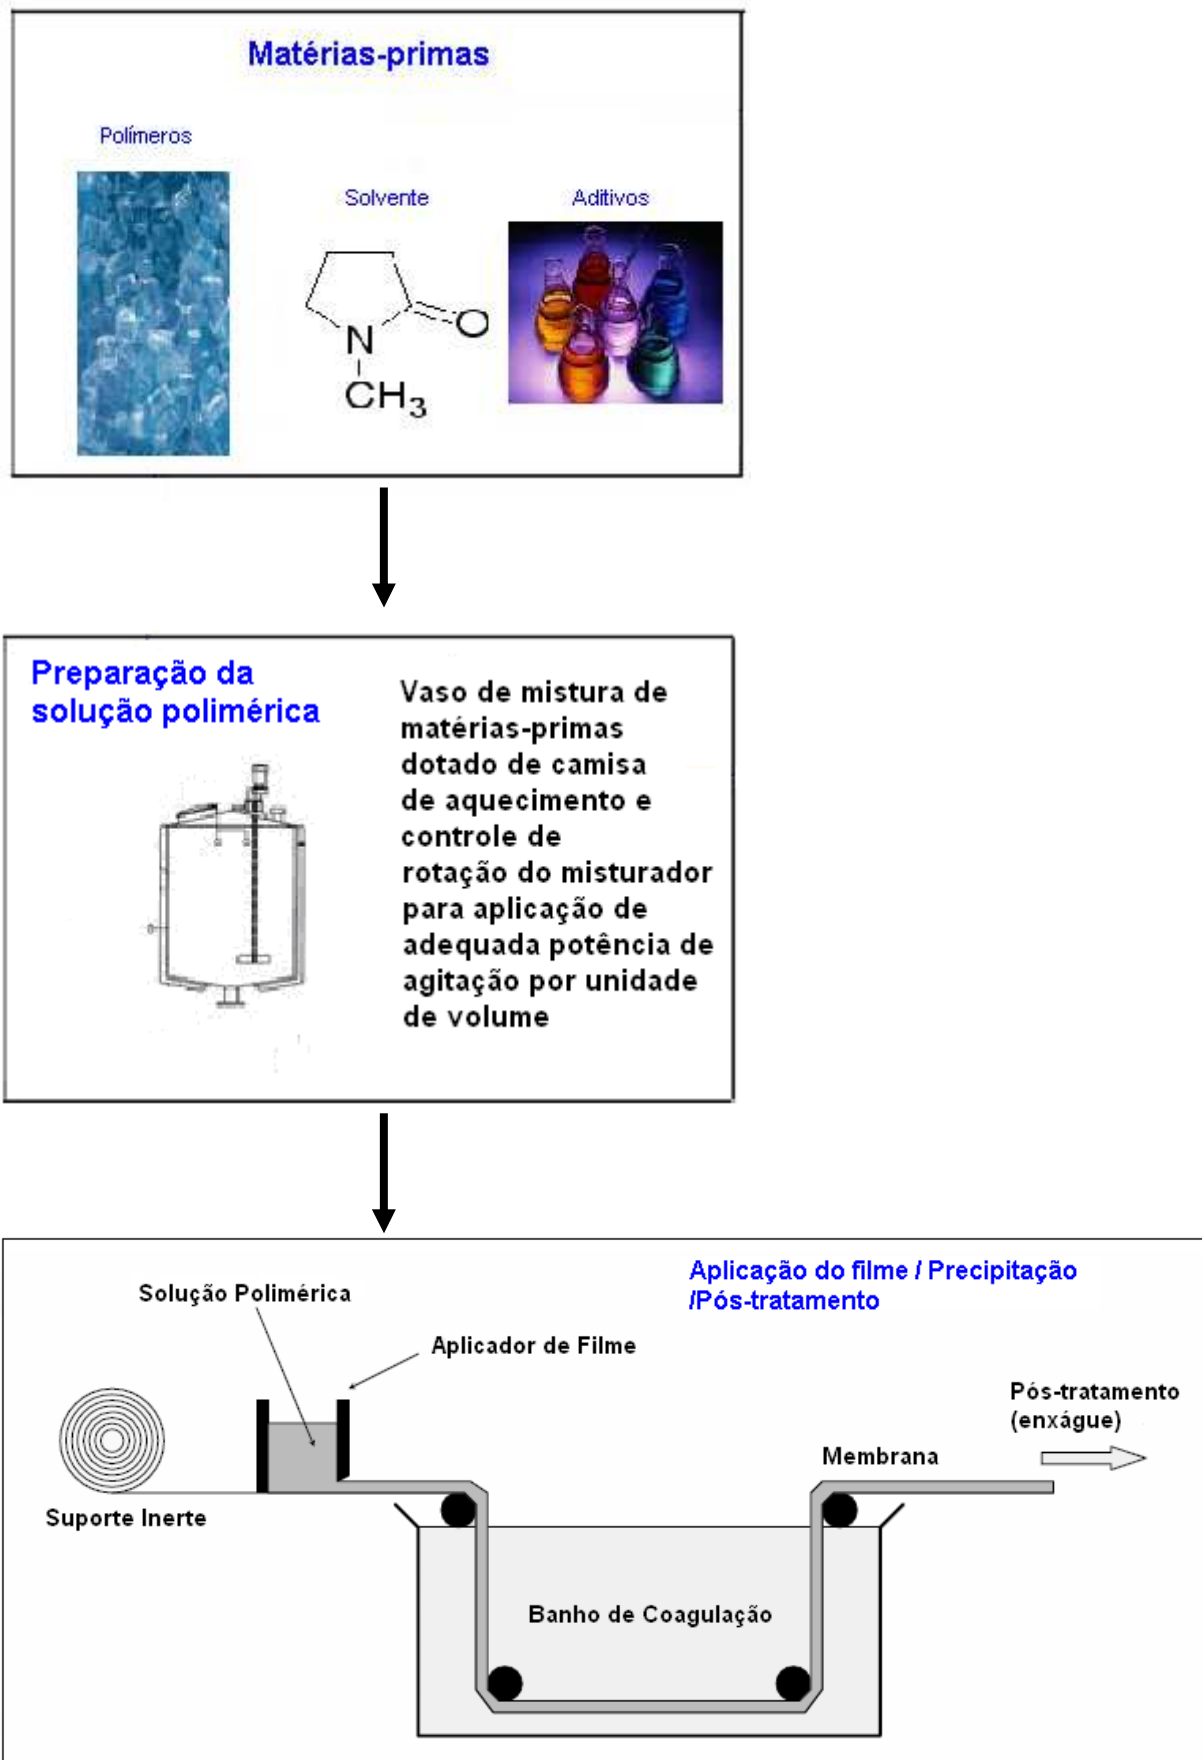 Matérias-primas
Polímeros
Solvente
Aditivos
N
O
CH3
Preparação da
solução polimérica
Vaso de mistura de
matérias-primas
dotado de camisa
de aquecimento e
controle de
rotação do misturador
para aplicação de
adequada potência de
agitação por unidade
de volume
Aplicação do filme / Precipitação
/Pós-tratamento
Solução Polimérica
Aplicador de Filme
Pós-tratamento
(enxágue)
Membrana
Suporte Inerte
Banho de Coagulação